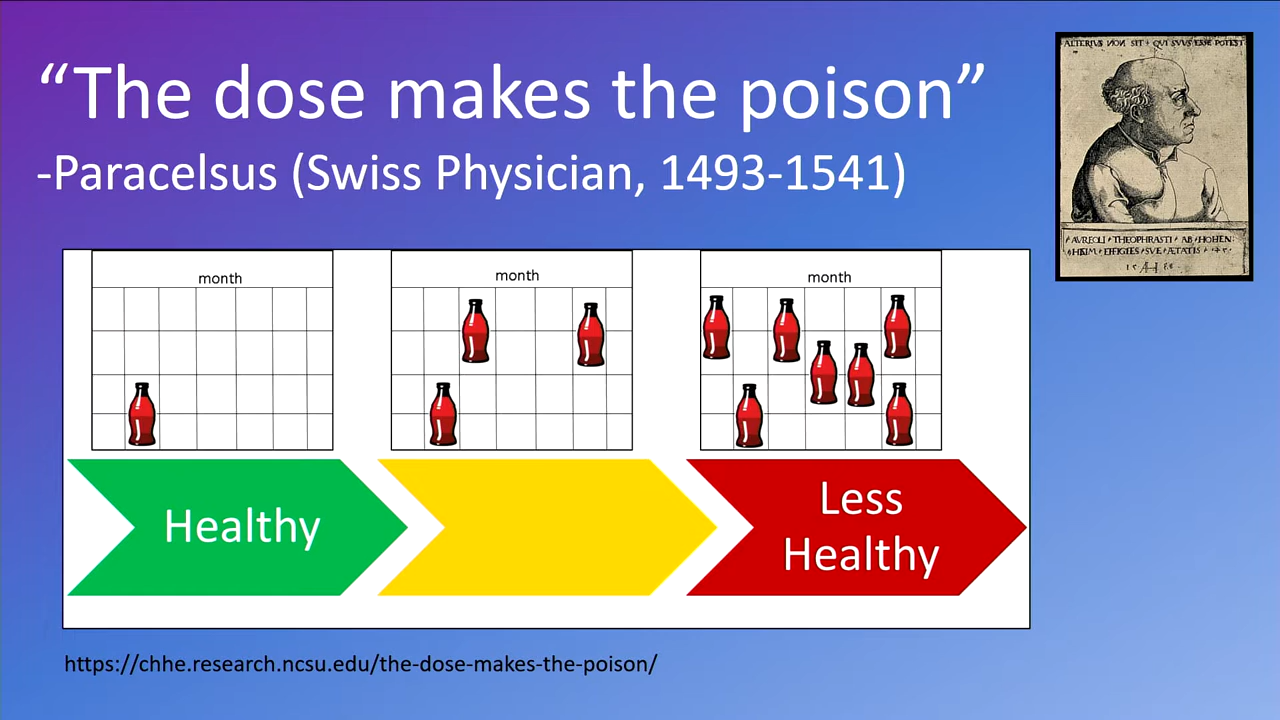 “The dose makes the poison”
-Paracelsus (Swiss Physician, 1493-1541)
ALTERIVS NON SIT + QVI SVVS ESSE POTEST
AVREOLI THEOPHRASTI AB HOHEN:
HEIM EFFIGIES SVE ÆTATIS
month
month
month
Healthy
Less
Healthy
https://chhe.research.ncsu.edu/the-dose-makes-the-poison/